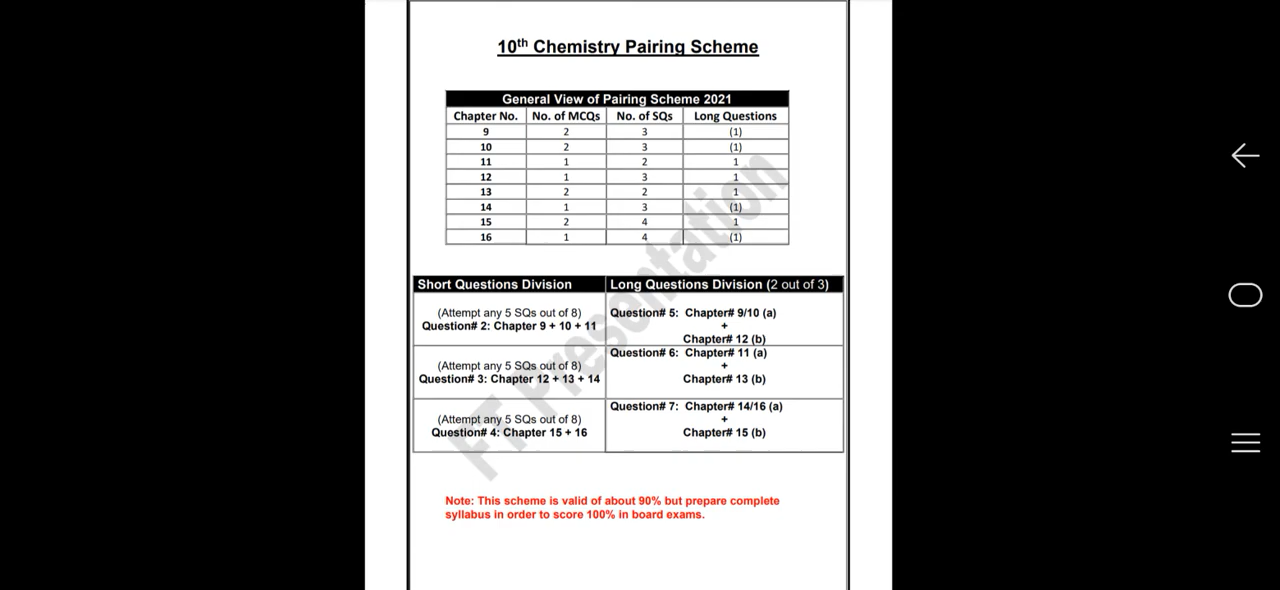 10th Chemistry Pairing Scheme
General View of Pairing Scheme 2021
Chapter No. No. of MCQs No. of SQs Long Questions
9 2 3 (1)
10 2 3 (1)
11 1 2 1
12 1 3 1
13 2 2 1
14 1 3 (1)
15 2 4 1
16 1 4 (1)
Short Questions Division
(Attempt any 5 SQs out of 8)
Question# 2: Chapter 9 + 10 + 11
(Attempt any 5 SQs out of 8)
Question# 3: Chapter 12 + 13 + 14
(Attempt any 5 SQs out of 8)
Question# 4: Chapter 15 + 16
Long Questions Division (2 out of 3)
Question# 5: Chapter# 9/10 (a)
+
Chapter# 12 (b)
Question# 6: Chapter# 11 (a)
+
Chapter# 13 (b)
Question# 7: Chapter# 14/16 (a)
+
Chapter# 15 (b)
FT Presentation
Note: This scheme is valid of about 90% but prepare complete
syllabus in order to score 100% in board exams.